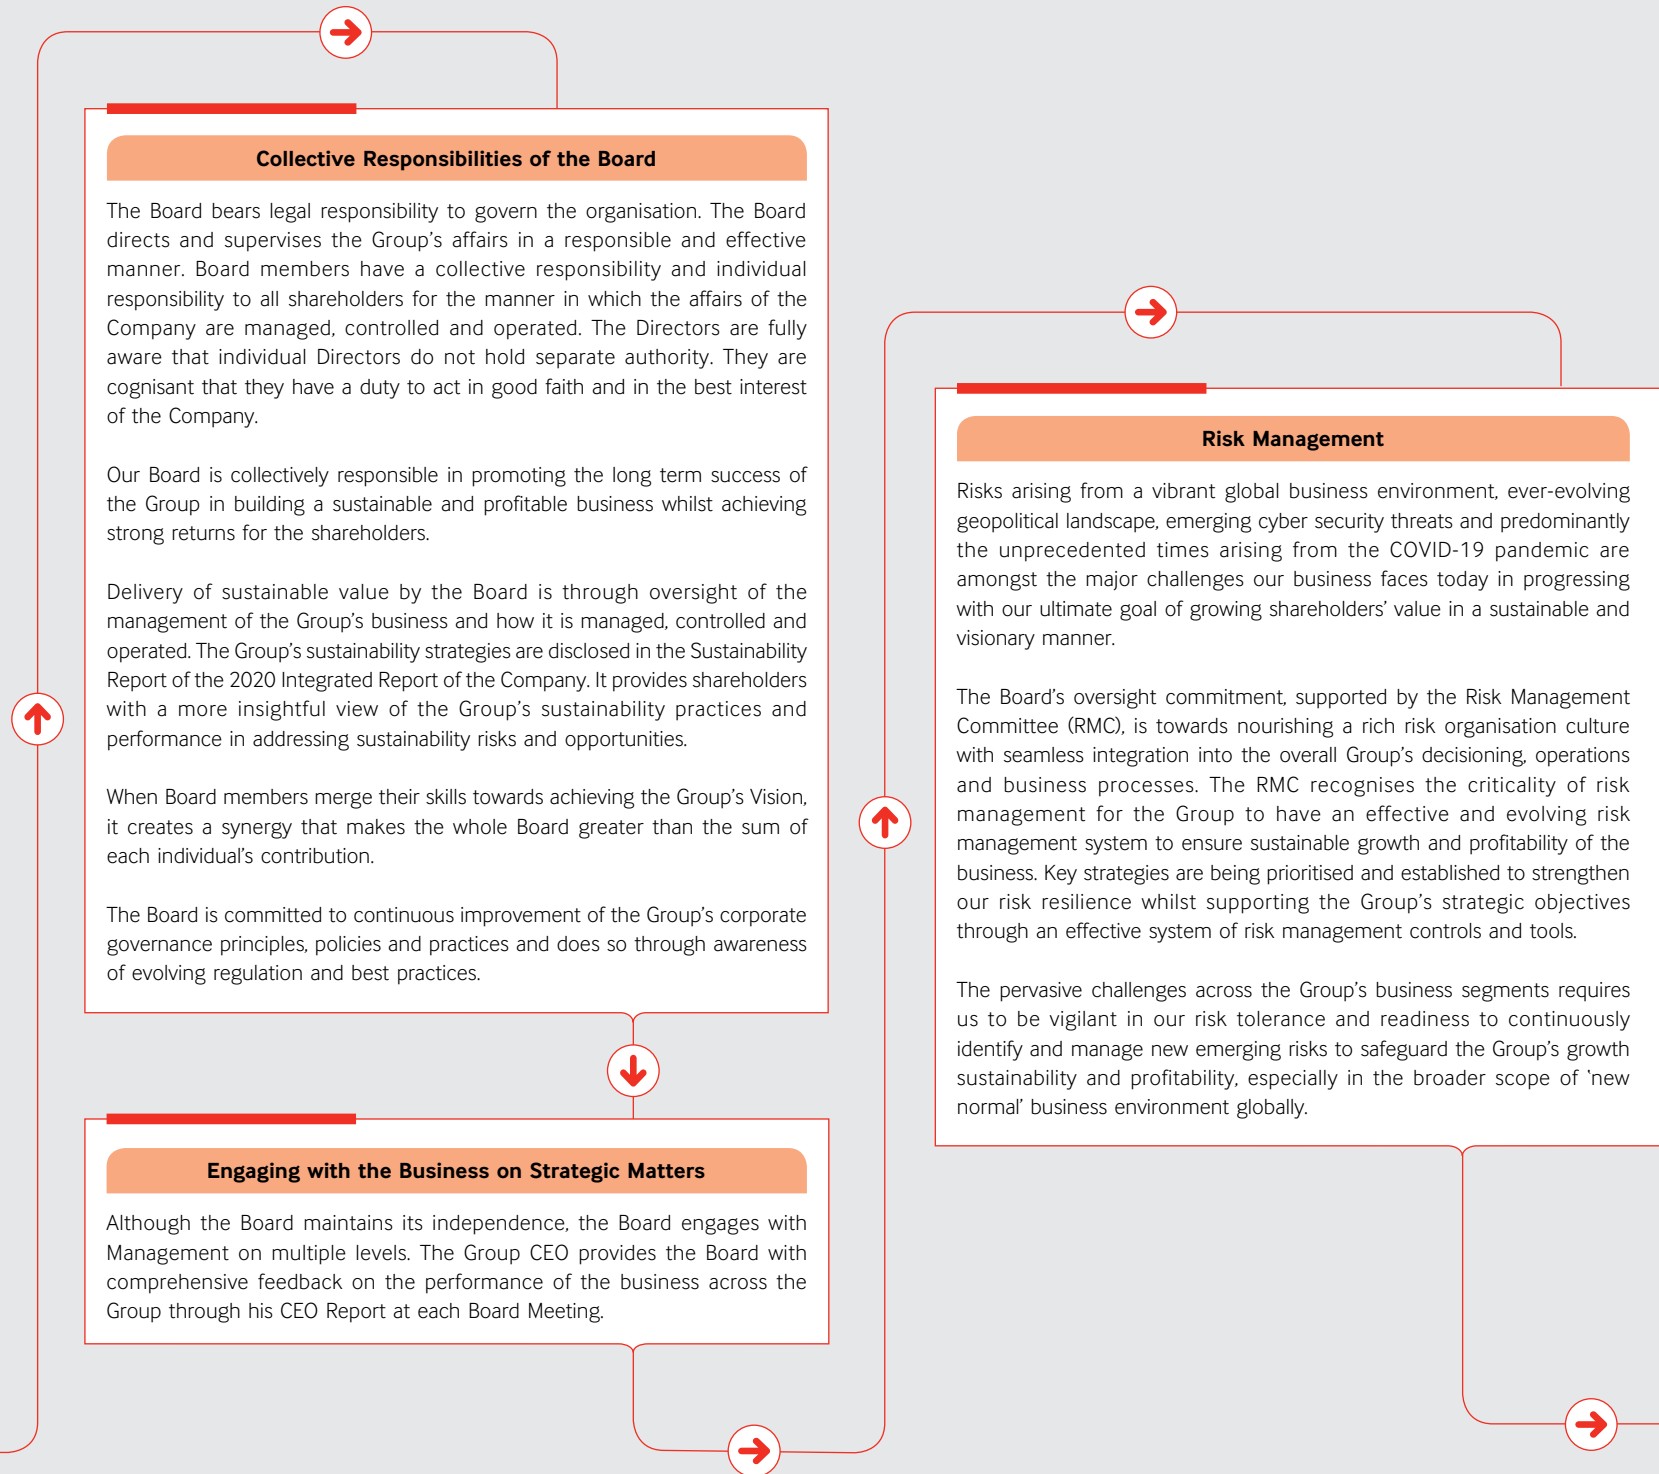 Collective Responsibilities of the Board
The Board bears legal responsibility to govern the organisation. The Board
directs and supervises the Group's affairs in a responsible and effective
manner. Board members have a collective responsibility and individual
responsibility to all shareholders for the manner in which the affairs of the
Company are managed, controlled and operated. The Directors are fully
aware that individual Directors do not hold separate authority. They are
cognisant that they have a duty to act in good faith and in the best interest
of the Company.
Our Board is collectively responsible in promoting the long term success of
the Group in building a sustainable and profitable business whilst achieving
strong returns for the shareholders.
Delivery of sustainable value by the Board is through oversight of the
management of the Group's business and how it is managed, controlled and
operated. The Group's sustainability strategies are disclosed in the Sustainability
Report of the 2020 Integrated Report of the Company. It provides shareholders
with a more insightful view of the Group's sustainability practices and
performance in addressing sustainability risks and opportunities.
When Board members merge their skills towards achieving the Group's Vision,
it creates a synergy that makes the whole Board greater than the sum of
each individual's contribution.
The Board is committed to continuous improvement of the Group's corporate
governance principles, policies and practices and does so through awareness
of evolving regulation and best practices.
Engaging with the Business on Strategic Matters
Although the Board maintains its independence, the Board engages with
Management on multiple levels. The Group CEO provides the Board with
comprehensive feedback on the performance of the business across the
Group through his CEO Report at each Board Meeting.
Risk Management
Risks arising from a vibrant global business environment, ever-evolving
geopolitical landscape, emerging cyber security threats and predominantly
the unprecedented times arising from the COVID-19 pandemic are
amongst the major challenges our business faces today in progressing
with our ultimate goal of growing shareholders' value in a sustainable and
visionary manner.
The Board's oversight commitment, supported by the Risk Management
Committee (RMC), is towards nourishing a rich risk organisation culture
with seamless integration into the overall Group's decisioning, operations
and business processes. The RMC recognises the criticality of risk
management for the Group to have an effective and evolving risk
management system to ensure sustainable growth and profitability of the
business. Key strategies are being prioritised and established to strengthen
our risk resilience whilst supporting the Group's strategic objectives
through an effective system of risk management controls and tools.
The pervasive challenges across the Group's business segments requires
us to be vigilant in our risk tolerance and readiness to continuously
identify and manage new emerging risks to safeguard the Group's growth
sustainability and profitability, especially in the broader scope of ‘new
normal’ business environment globally.